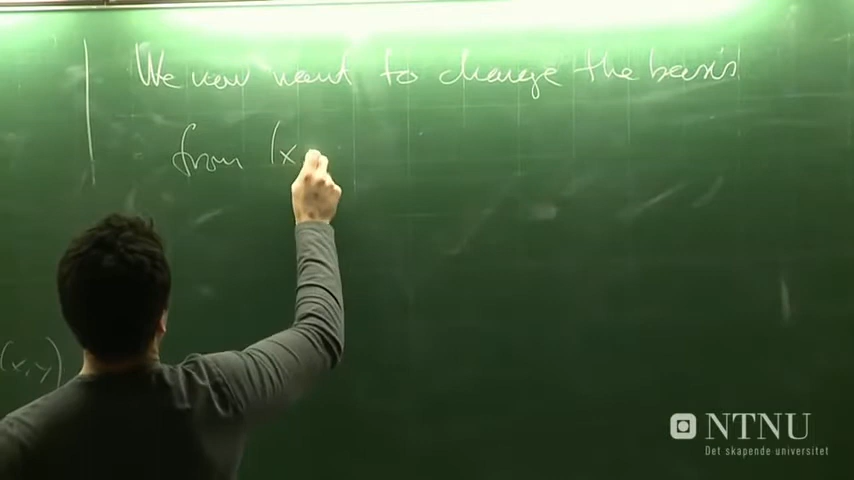 We now want to change the basis
from (x
(x,y)
NTNU
Det skapende universitet